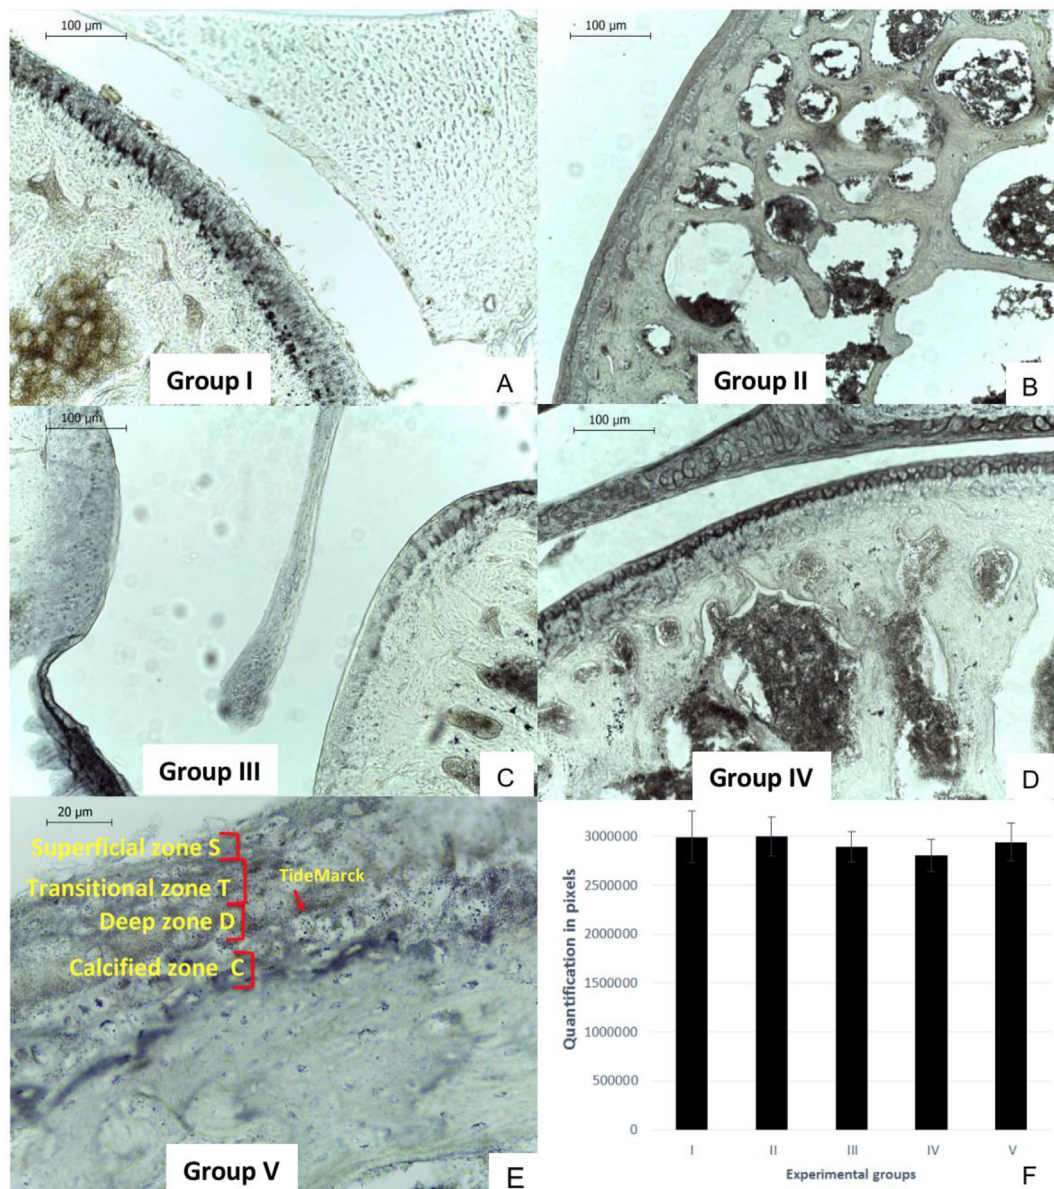 100 µm
Group I
A
100 µm
Group II
B
100 µm
Group III
C
100 µm
Group IV
D
20 µm
Superficial zone S
Transitional zone T
TideMarck
Deep zone D
Calcified zone C
Group V
E
Quantification in pixels
3000000
2500000
2000000
1500000
1000000
500000
0
I II III IV V
Experimental groups
F